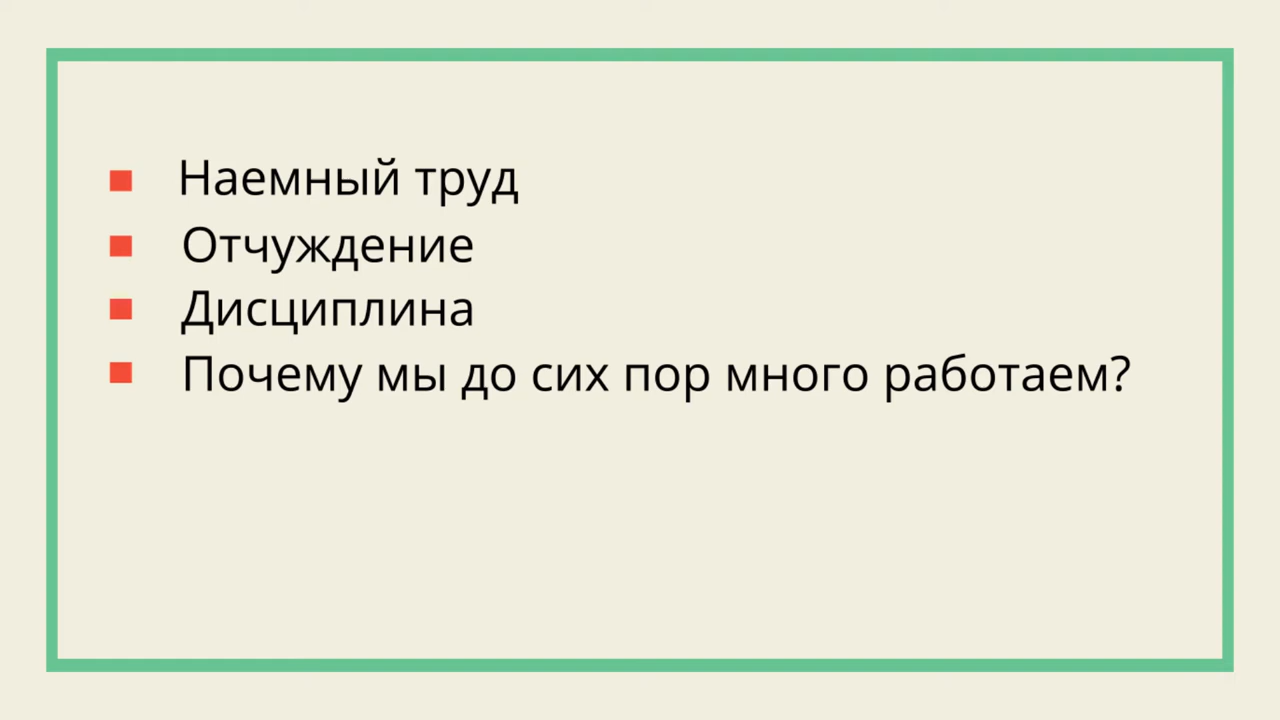 Наемный труд
Отчуждение
Дисциплина
Почему мы до сих пор много работаем?